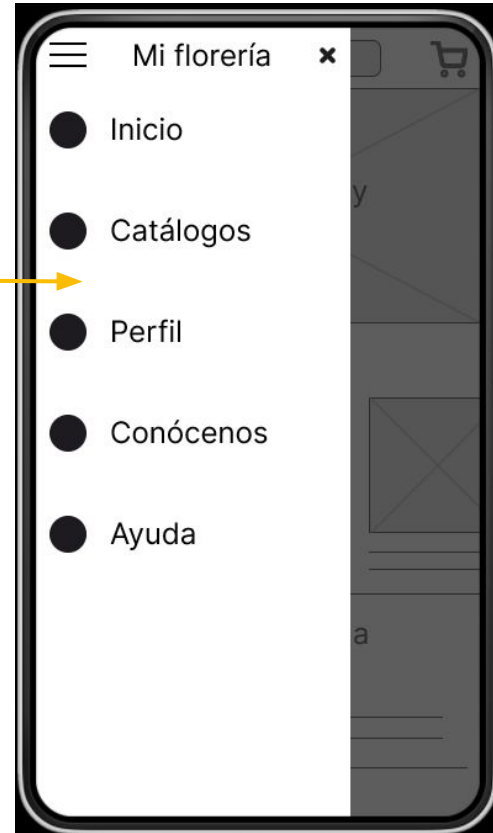 Mi florería
Inicio
y
Catálogos
Perfil
Conócenos
Ayuda
a